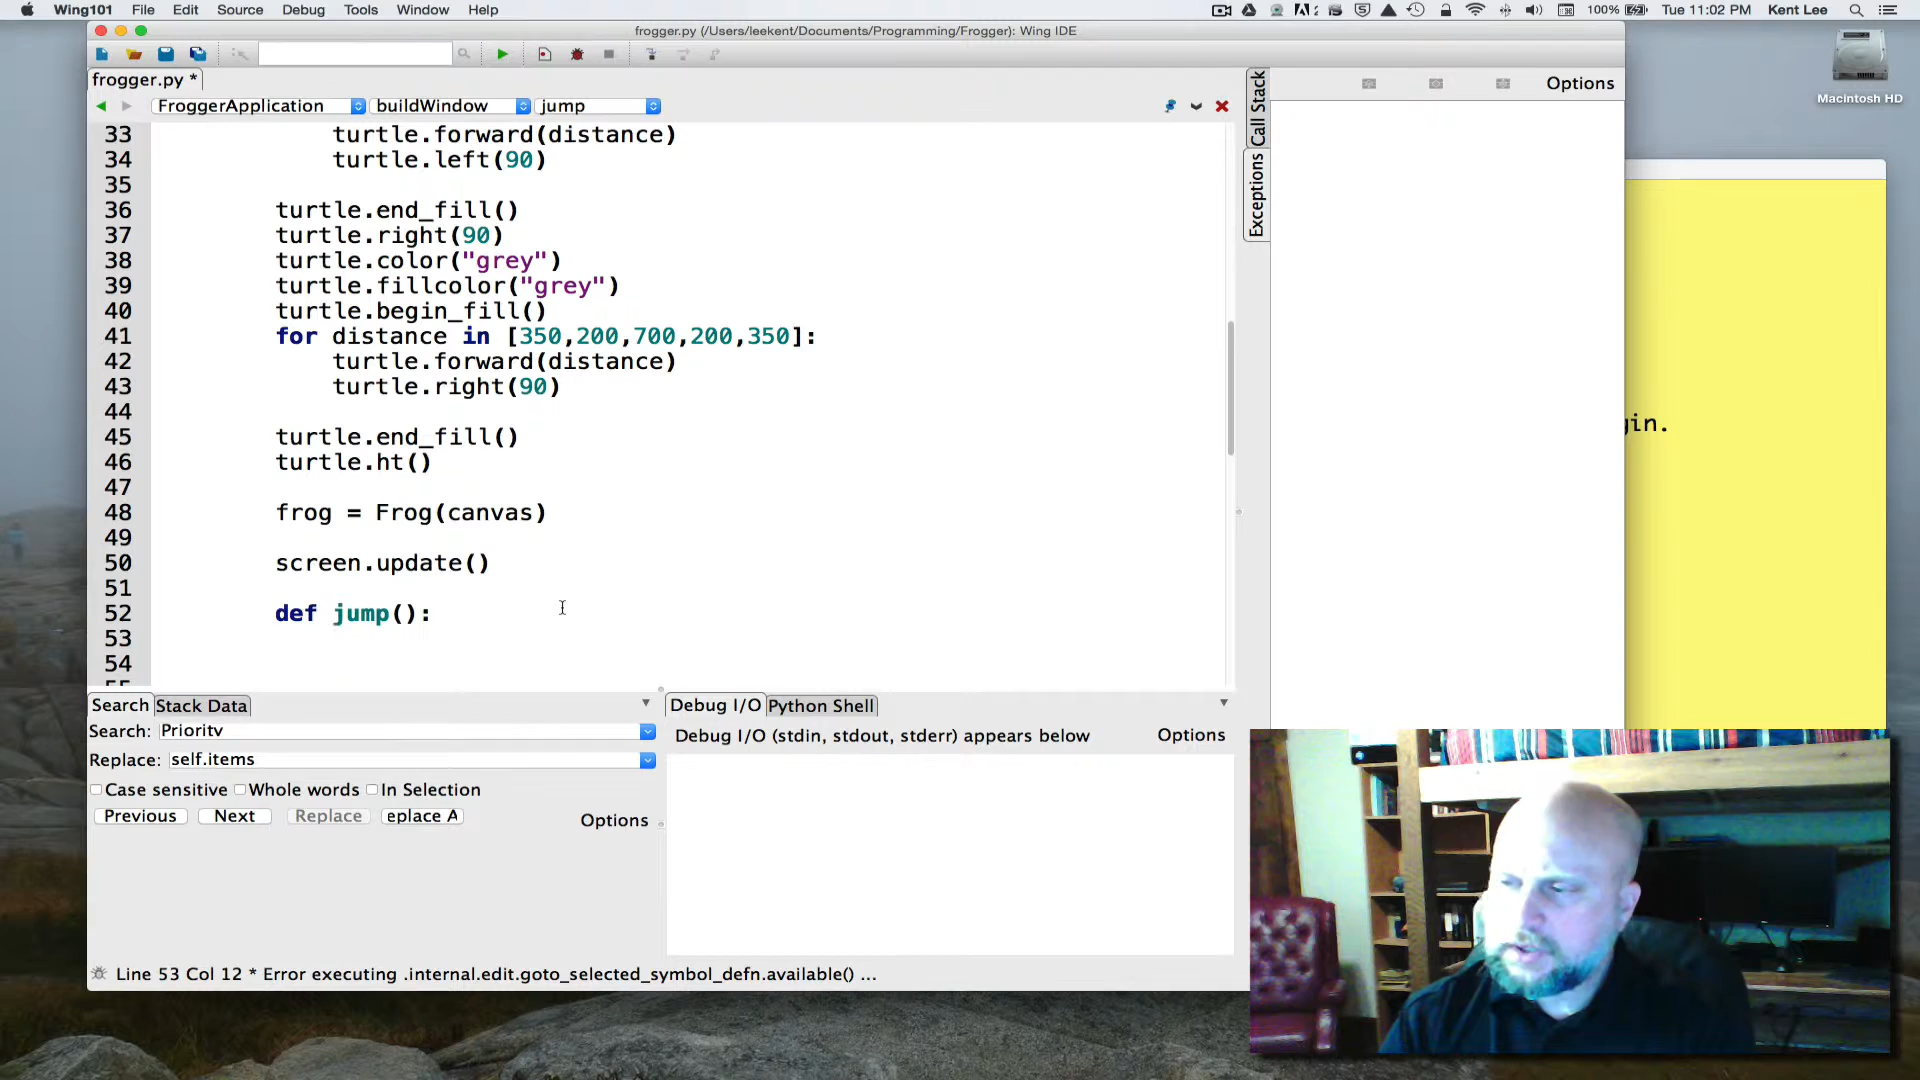 Wing101 File Edit Source Debug Tools Window Help
100% Tue 11:02 PM Kent Lee
frogger.py (/Users/leekent/Documents/Programming/Frogger): Wing IDE
Macintosh HD
frogger.py *
FroggerApplication buildWindow jump
Call Stack
Exceptions
Options
33 turtle.forward(distance)
34 turtle.left(90)
35
36 turtle.end_fill()
37 turtle.right(90)
38 turtle.color("grey")
39 turtle.fillcolor("grey")
40 turtle.begin_fill()
41 for distance in [350,200,700,200,350]:
42 turtle.forward(distance)
43 turtle.right(90)
44
45 turtle.end_fill()
46 turtle.ht()
47
48 frog = Frog(canvas)
49
50 screen.update()
51
52 def jump():
53
54
gin.
Search Stack Data
Search: Priority
Replace: self.items
Case sensitive Whole words In Selection
Previous Next Replace eplace A
Options
Debug I/O Python Shell
Debug I/O (stdin, stdout, stderr) appears below Options
Line 53 Col 12 * Error executing .internal.edit.goto_selected_symbol_defn.available() ...